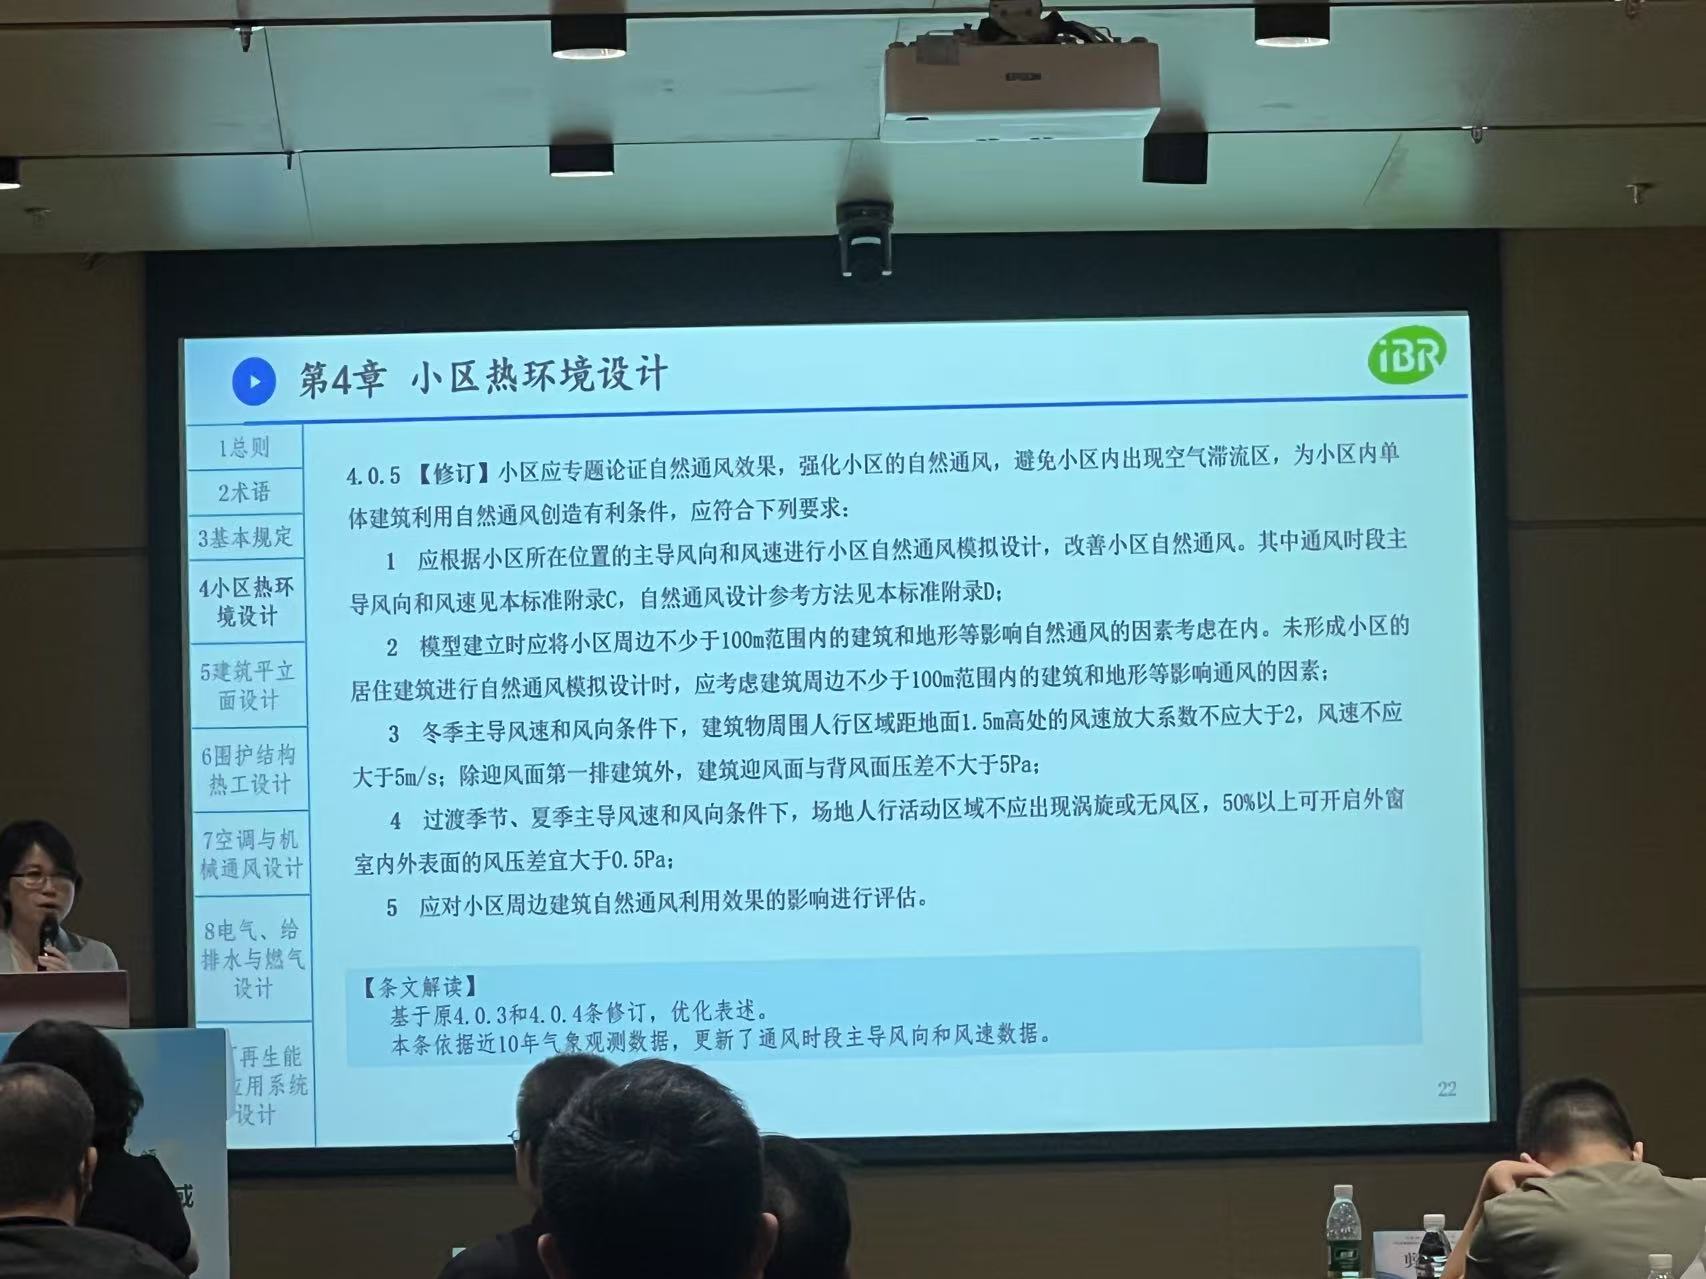 EPSON
第4章 小区热环境设计
iBR
1总则
2术语
3基本规定
4小区热环
境设计
5建筑平立
面设计
6围护结构
热工设计
7空调与机
械通风设计
8电气、给
排水与燃气
设计
再生能
应用系统
设计
4.0.5 【修订】小区应专题论证自然通风效果，强化小区的自然通风，避免小区内出现空气滞流区，为小区内单
体建筑利用自然通风创造有利条件，应符合下列要求：
1 应根据小区所在位置的主导风向和风速进行小区自然通风模拟设计，改善小区自然通风。其中通风时段主
导风向和风速见本标准附录C，自然通风设计参考方法见本标准附录D；
2 模型建立时应将小区周边不少于100m范围内的建筑和地形等影响自然通风的因素考虑在内。未形成小区的
居住建筑进行自然通风模拟设计时，应考虑建筑周边不少于100m范围内的建筑和地形等影响通风的因素；
3 冬季主导风速和风向条件下，建筑物周围人行区域距地面1.5m高处的风速放大系数不应大于2，风速不应
大于5m/s；除迎风面第一排建筑外，建筑迎风面与背风面压差不大于5Pa；
4 过渡季节、夏季主导风速和风向条件下，场地人行活动区域不应出现涡旋或无风区，50%以上可开启外窗
室内外表面的风压差宜大于0.5Pa；
5 应对小区周边建筑自然通风利用效果的影响进行评估。
【条文解读】
基于原4.0.3和4.0.4条修订，优化表述。
本条依据近10年气象观测数据，更新了通风时段主导风向和风速数据。
22
或